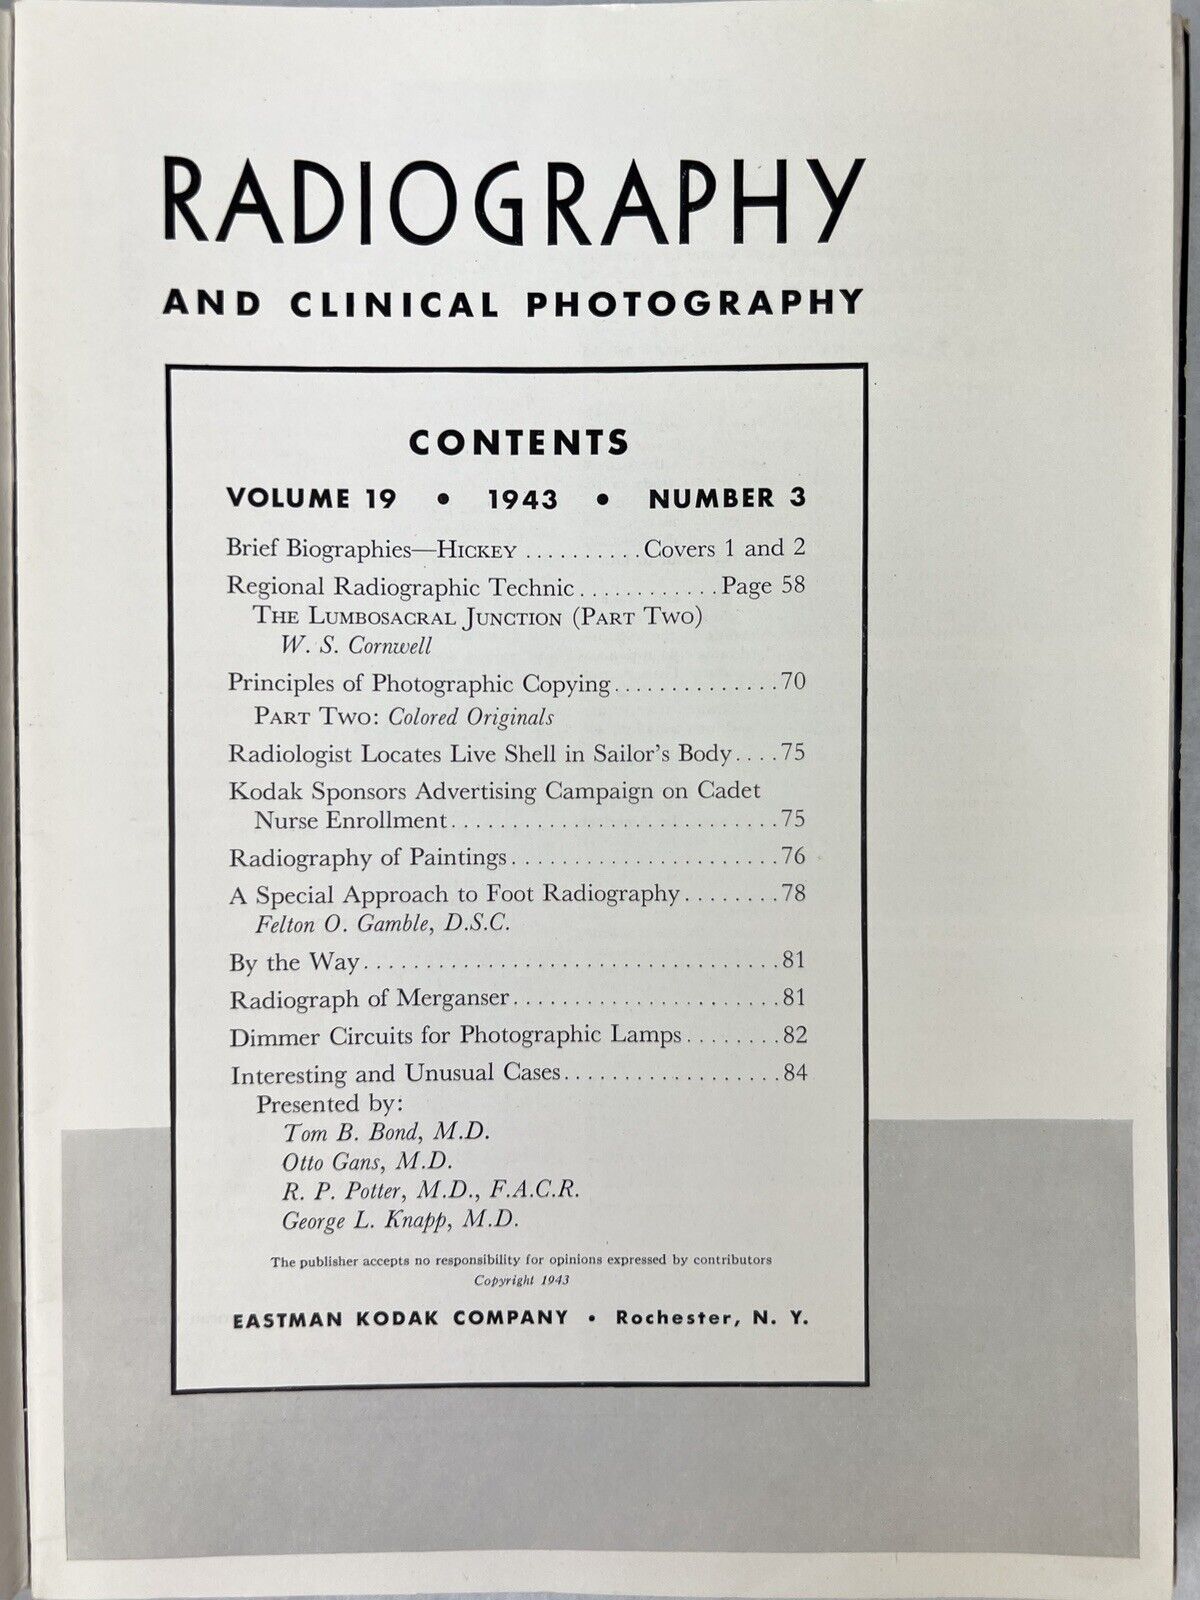 RADIOGRAPHY
AND CLINICAL PHOTOGRAPHY
CONTENTS
VOLUME 19 • 1943 • NUMBER 3
Brief Biographies—HICKEY .......... Covers 1 and 2
Regional Radiographic Technic ............ Page 58
THE LUMBOSACRAL JUNCTION (PART TWO)
W. S. Cornwell
Principles of Photographic Copying .............. 70
PART TWO: Colored Originals
Radiologist Locates Live Shell in Sailor's Body .... 75
Kodak Sponsors Advertising Campaign on Cadet
Nurse Enrollment ........................... 75
Radiography of Paintings ...................... 76
A Special Approach to Foot Radiography ........ 78
Felton O. Gamble, D.S.C.
By the Way .................................. 81
Radiograph of Merganser ...................... 81
Dimmer Circuits for Photographic Lamps ........ 82
Interesting and Unusual Cases .................. 84
Presented by:
Tom B. Bond, M.D.
Otto Gans, M.D.
R. P. Potter, M.D., F.A.C.R.
George L. Knapp, M.D.
The publisher accepts no responsibility for opinions expressed by contributors
Copyright 1943
EASTMAN KODAK COMPANY • Rochester, N. Y.